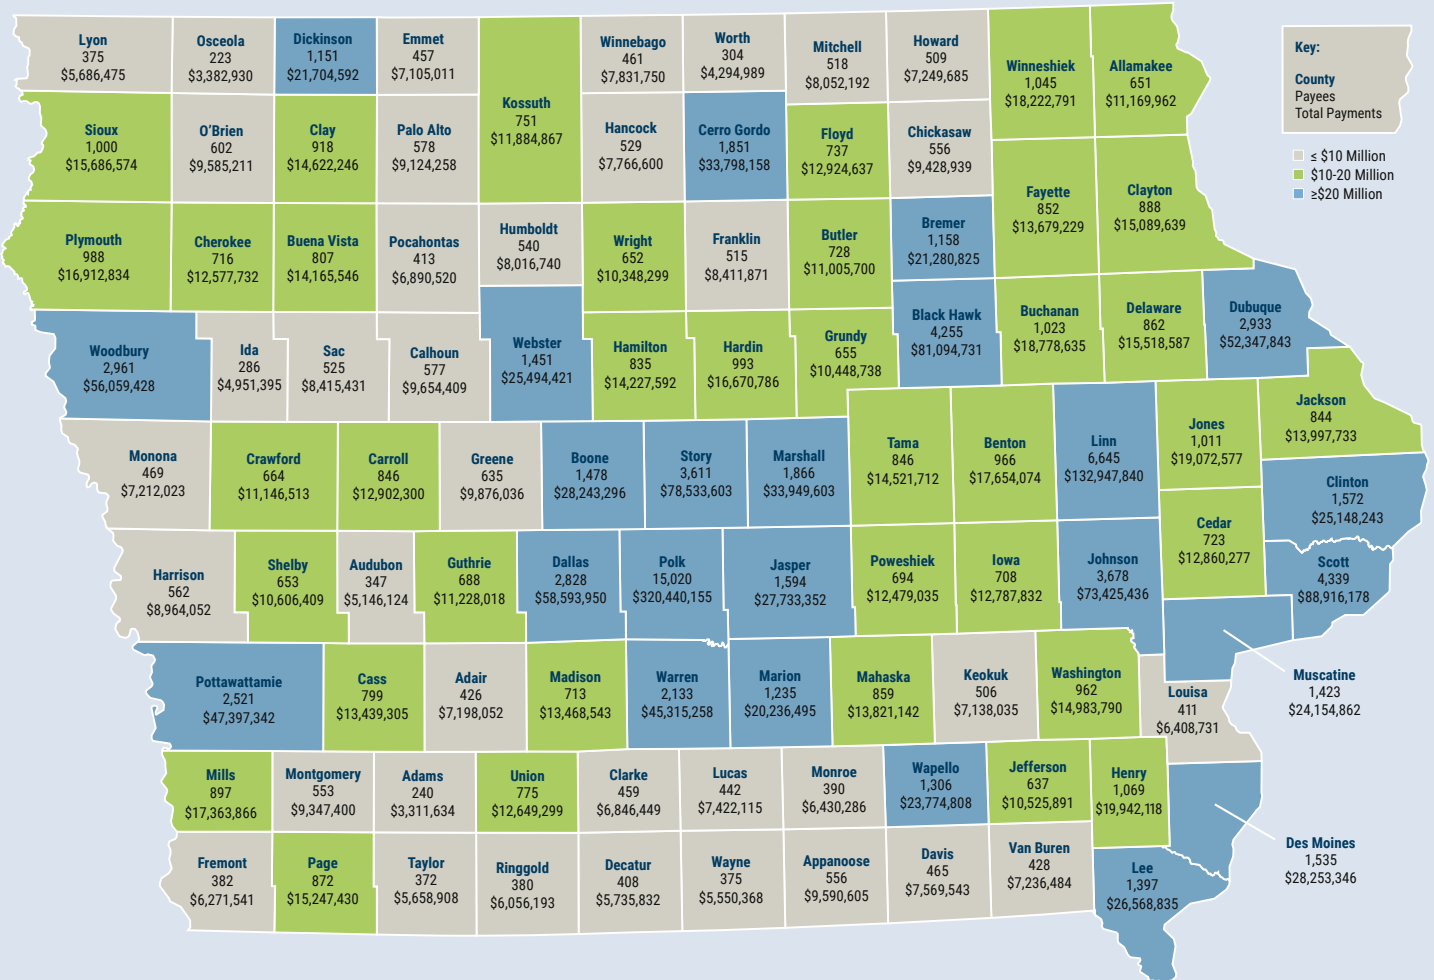 Lyon
375
$5,686,475
Osceola
223
$3,382,930
Dickinson
1,151
$21,704,592
Emmet
457
$7,105,011
Kossuth
751
$11,884,867
Winnebago
461
$7,831,750
Worth
304
$4,294,989
Mitchell
518
$8,052,192
Howard
509
$7,249,685
Winneshiek
1,045
$18,222,791
Allamakee
651
$11,169,962
Key:
County
Payees
Total Payments
≤ $10 Million
$10-20 Million
≥$20 Million
Sioux
1,000
$15,686,574
O'Brien
602
$9,585,211
Clay
918
$14,622,246
Palo Alto
578
$9,124,258
Hancock
529
$7,766,600
Cerro Gordo
1,851
$33,798,158
Floyd
737
$12,924,637
Chickasaw
556
$9,428,939
Fayette
852
$13,679,229
Clayton
888
$15,089,639
Plymouth
988
$16,912,834
Cherokee
716
$12,577,732
Buena Vista
807
$14,165,546
Pocahontas
413
$6,890,520
Humboldt
540
$8,016,740
Wright
652
$10,348,299
Franklin
515
$8,411,871
Butler
728
$11,005,700
Bremer
1,158
$21,280,825
Woodbury
2,961
$56,059,428
Ida
286
$4,951,395
Sac
525
$8,415,431
Calhoun
577
$9,654,409
Webster
1,451
$25,494,421
Hamilton
835
$14,227,592
Hardin
993
$16,670,786
Grundy
655
$10,448,738
Black Hawk
4,255
$81,094,731
Buchanan
1,023
$18,778,635
Delaware
862
$15,518,587
Dubuque
2,933
$52,347,843
Monona
469
$7,212,023
Crawford
664
$11,146,513
Carroll
846
$12,902,300
Greene
635
$9,876,036
Boone
1,478
$28,243,296
Story
3,611
$78,533,603
Marshall
1,866
$33,949,603
Tama
846
$14,521,712
Benton
966
$17,654,074
Linn
6,645
$132,947,840
Jones
1,011
$19,072,577
Jackson
844
$13,997,733
Clinton
1,572
$25,148,243
Cedar
723
$12,860,277
Harrison
562
$8,964,052
Shelby
653
$10,606,409
Audubon
347
$5,146,124
Guthrie
688
$11,228,018
Dallas
2,828
$58,593,950
Polk
15,020
$320,440,155
Jasper
1,594
$27,733,352
Poweshiek
694
$12,479,035
Iowa
708
$12,787,832
Johnson
3,678
$73,425,436
Scott
4,339
$88,916,178
Pottawattamie
2,521
$47,397,342
Cass
799
$13,439,305
Adair
426
$7,198,052
Madison
713
$13,468,543
Warren
2,133
$45,315,258
Marion
1,235
$20,236,495
Mahaska
859
$13,821,142
Keokuk
506
$7,138,035
Washington
962
$14,983,790
Louisa
411
$6,408,731
Muscatine
1,423
$24,154,862
Mills
897
$17,363,866
Montgomery
553
$9,347,400
Adams
240
$3,311,634
Union
775
$12,649,299
Clarke
459
$6,846,449
Lucas
442
$7,422,115
Monroe
390
$6,430,286
Wapello
1,306
$23,774,808
Jefferson
637
$10,525,891
Henry
1,069
$19,942,118
Des Moines
1,535
$28,253,346
Fremont
382
$6,271,541
Page
872
$15,247,430
Taylor
372
$5,658,908
Ringgold
380
$6,056,193
Decatur
408
$5,735,832
Wayne
375
$5,550,368
Appanoose
556
$9,590,605
Davis
465
$7,569,543
Van Buren
428
$7,236,484
Lee
1,397
$26,568,835